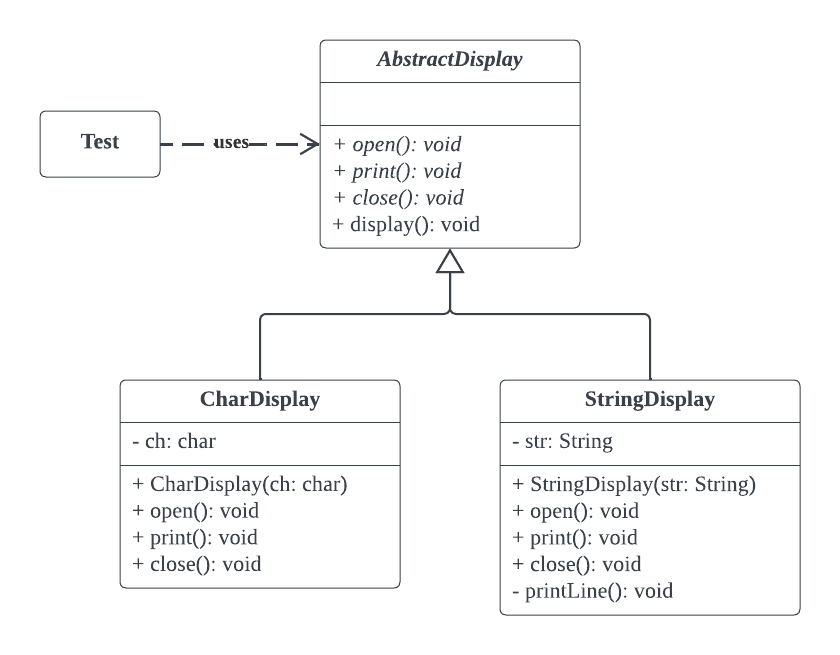 AbstractDisplay
+ open(): void
+ print(): void
+ close(): void
+ display(): void
Test
uses
CharDisplay
- ch: char
+ CharDisplay(ch: char)
+ open(): void
+ print(): void
+ close(): void
StringDisplay
- str: String
+ StringDisplay(str: String)
+ open(): void
+ print(): void
+ close(): void
- printLine(): void